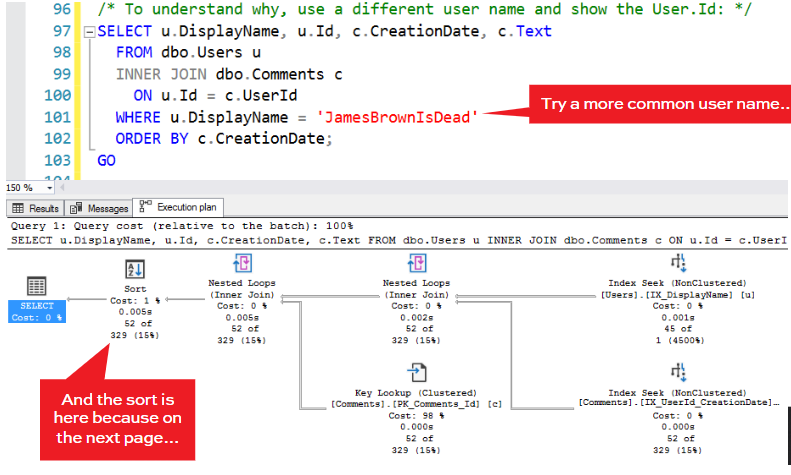 96 /* To understand why, use a different user name and show the User.Id: */
97 SELECT u.DisplayName, u.Id, c.CreationDate, c.Text
98 FROM dbo.Users u
99 INNER JOIN dbo.Comments c
100 ON u.Id = c.UserId
101 WHERE u.DisplayName = 'JamesBrownIsDead'
102 ORDER BY c.CreationDate;
103 GO
Try a more common user name...
150 %
Results Messages Execution plan
Query 1: Query cost (relative to the batch): 100%
SELECT u.DisplayName, u.Id, c.CreationDate, c.Text FROM dbo.Users u INNER JOIN dbo.Comments c ON u.Id = c.UserI
SELECT
Cost: 0 %
Sort
Cost: 1 %
0.005s
52 of
329 (15%)
Nested Loops
(Inner Join)
Cost: 0 %
0.005s
52 of
329 (15%)
Nested Loops
(Inner Join)
Cost: 0 %
0.002s
52 of
329 (15%)
Index Seek (NonClustered)
[Users].[IX_DisplayName] [u]
Cost: 0 %
0.001s
45 of
1 (4500%)
Key Lookup (Clustered)
[Comments].[PK_Comments_Id] [c]
Cost: 98 %
0.000s
52 of
329 (15%)
Index Seek (NonClustered)
[Comments].[IX_UserId_CreationDate]…
Cost: 0 %
0.000s
52 of
329 (15%)
And the sort is
here because on
the next page...